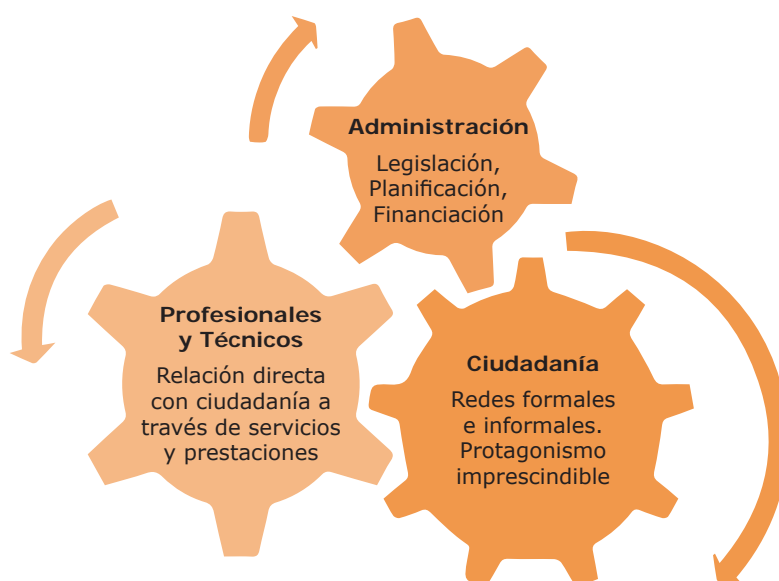 Administración
Legislación,
Planificación,
Financiación
Profesionales
y Técnicos
Relación directa
con ciudadanía a
través de servicios
y prestaciones
Ciudadanía
Redes formales
e informales.
Protagonismo
imprescindible